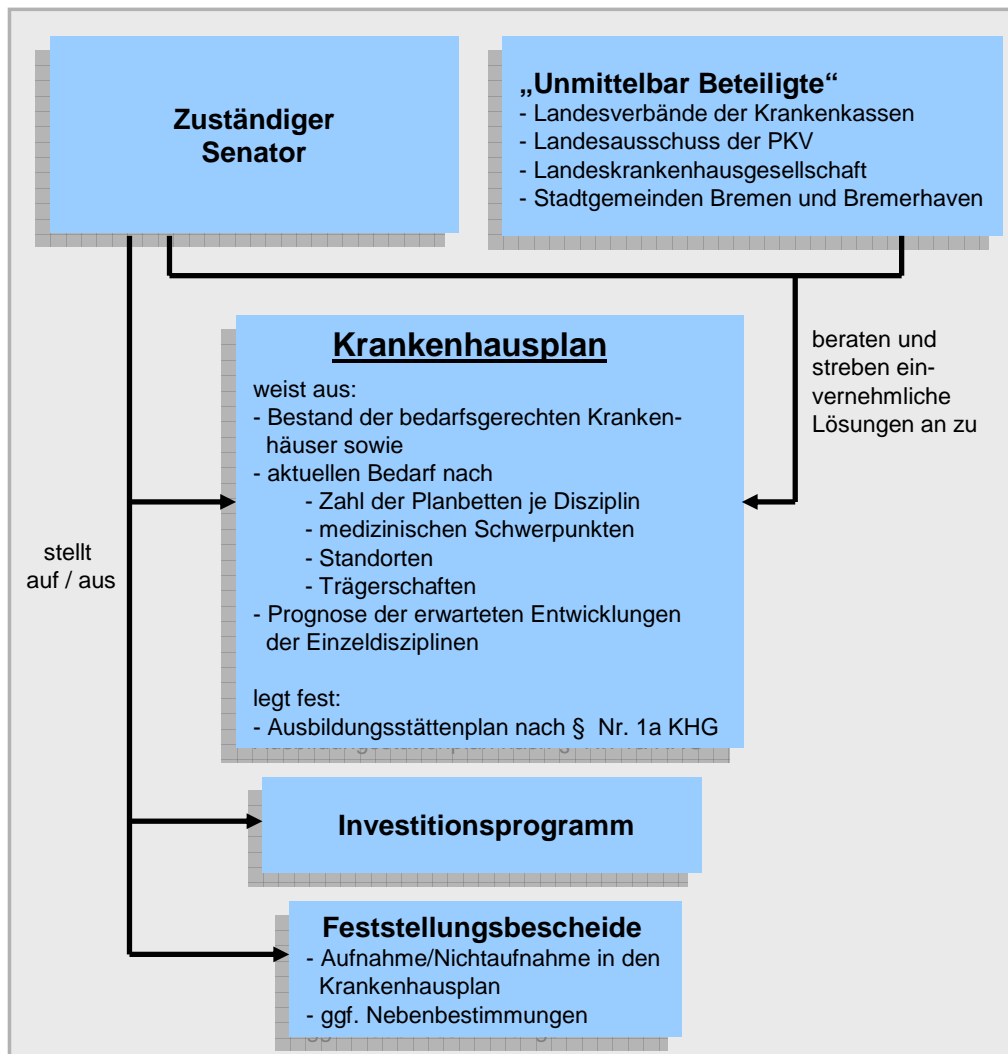 Zuständiger
Senator
„Unmittelbar Beteiligte“
- Landesverbände der Krankenkassen
- Landesausschuss der PKV
- Landeskrankenhausgesellschaft
- Stadtgemeinden Bremen und Bremerhaven
beraten und
streben ein-
vernehmliche
Lösungen an zu
Krankenhausplan
weist aus:
- Bestand der bedarfsgerechten Kranken-
häuser sowie
- aktuellen Bedarf nach
- Zahl der Planbetten je Disziplin
- medizinischen Schwerpunkten
- Standorten
- Trägerschaften
- Prognose der erwarteten Entwicklungen
der Einzeldisziplinen
legt fest:
- Ausbildungsstättenplan nach § Nr. 1a KHG
stellt
auf / aus
Investitionsprogramm
Feststellungsbescheide
- Aufnahme/Nichtaufnahme in den
Krankenhausplan
- ggf. Nebenbestimmungen